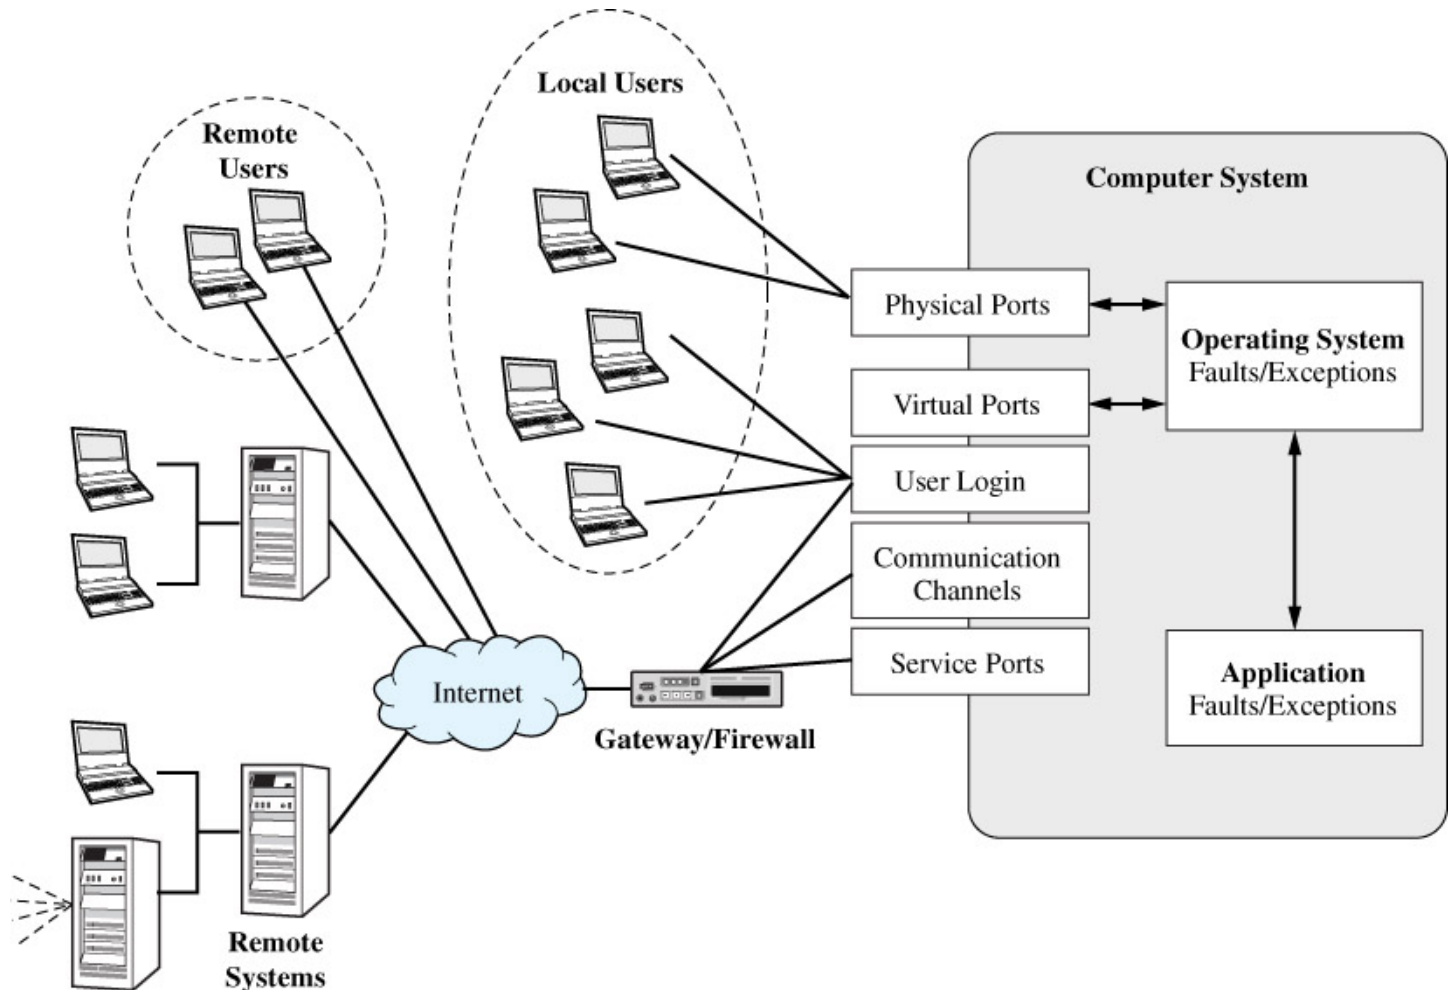 Local Users
Remote
Users
Computer System
Physical Ports
Operating System
Faults/Exceptions
Virtual Ports
User Login
Communication
Channels
Service Ports
Application
Faults/Exceptions
Internet
Gateway/Firewall
Remote
Systems